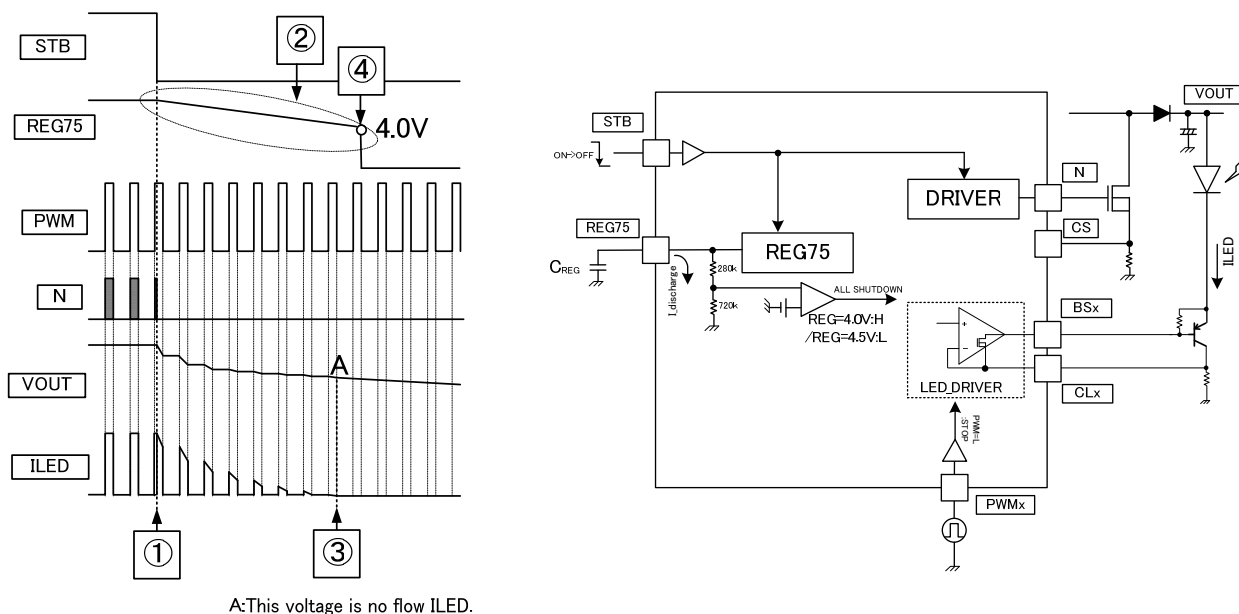 STB
②
④
REG75
4.0V
PWM
N
VOUT
A
ILED
①
③
A:This voltage is no flow ILED.
VOUT
STB
ON->OFF
N
DRIVER
CS
REG75
REG75
CREG
I_discharge
280k
720k
ALL SHUTDOWN
REG=4.0V:H
/REG=4.5V:L
ILED
BSx
+
-
LED_DRIVER
CLx
PWM=L
:STOP
PWMx